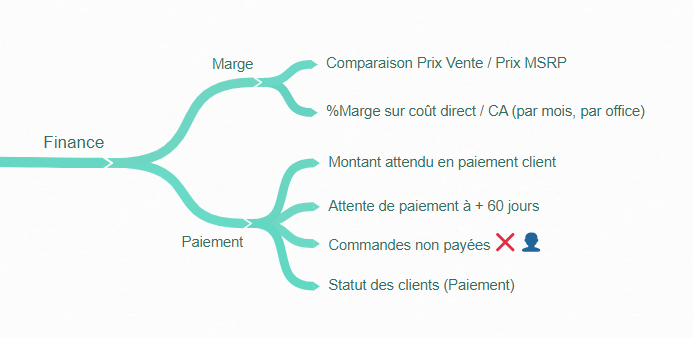 Finance
Marge
Comparaison Prix Vente / Prix MSRP
%Marge sur coût direct / CA (par mois, par office)
Paiement
Montant attendu en paiement client
Attente de paiement à + 60 jours
Commandes non payées ❌ 👤
Statut des clients (Paiement)